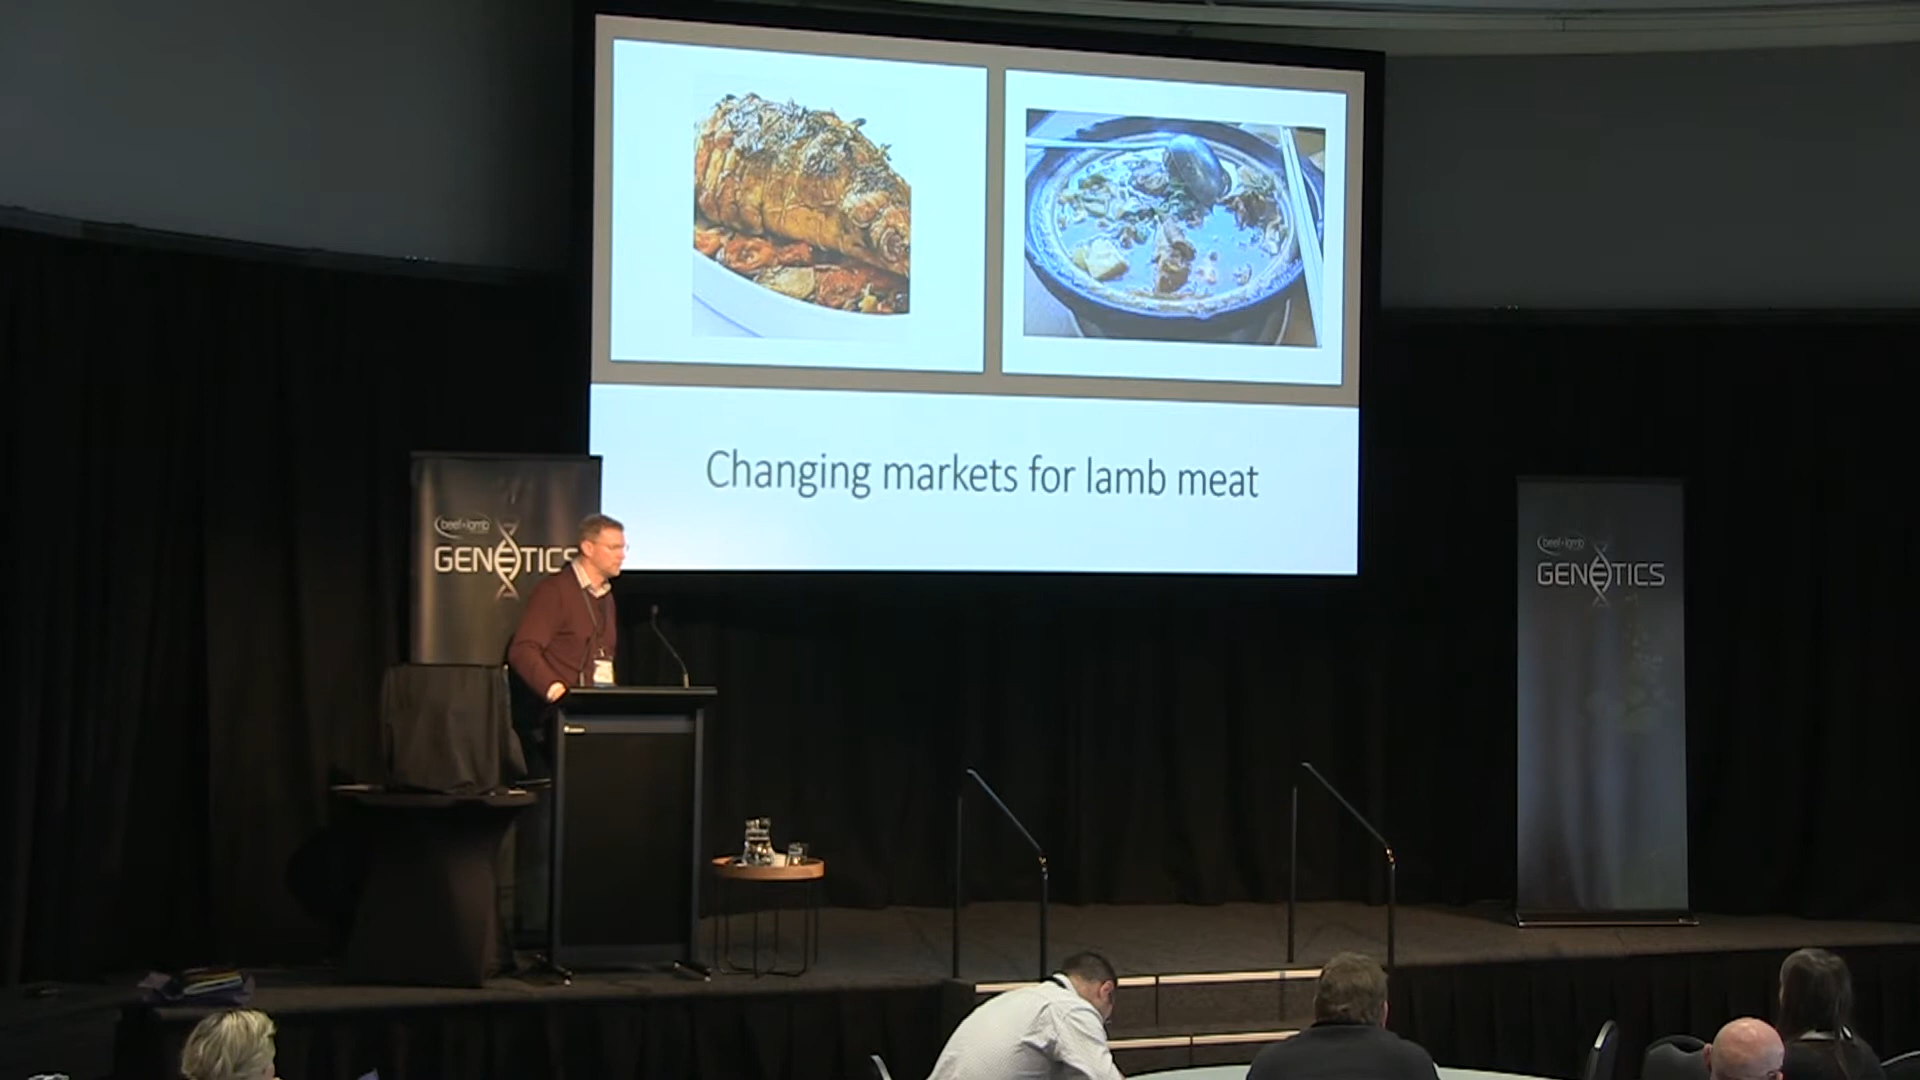 Changing markets for lamb meat
beef+lamb
GENETICS
beef+lamb
GENETICS